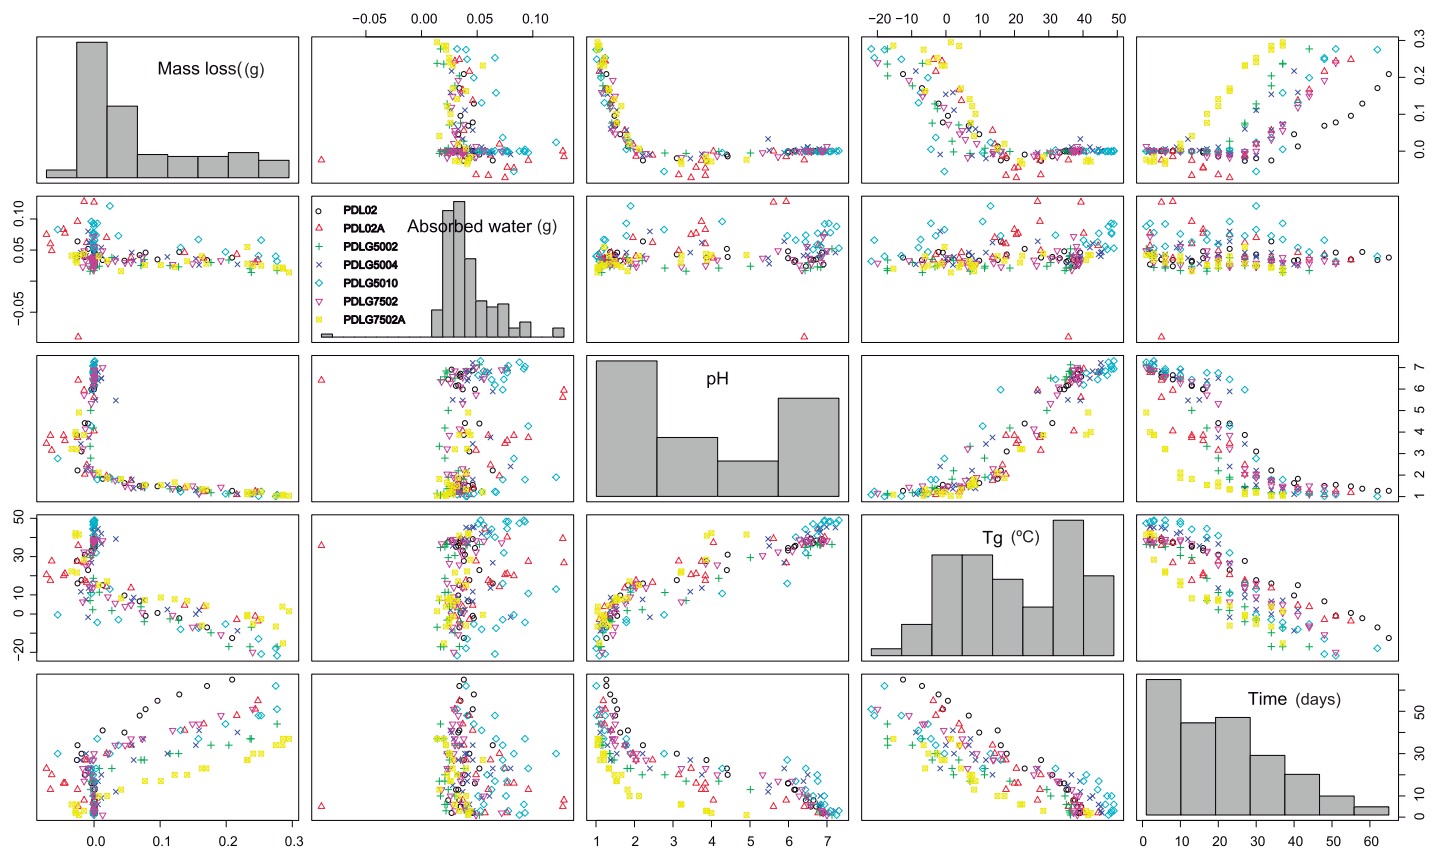 −0.05 0.00 0.05 0.10 −20 −10 0 10 20 30 40 50
Mass loss( (g)
0.0 0.1 0.2 0.3
−0.05 0.05 0.10
PDL02
PDL02A
PDLG5002
PDLG5004
PDLG5010
PDLG7502
PDLG7502A
Absorbed water (g)
pH
1 2 3 4 5 6 7
−20 0 10 30 50
Tg (ºC)
Time (days)
0 10 30 50
0.0 0.1 0.2 0.3 1 2 3 4 5 6 7 0 10 20 30 40 50 60